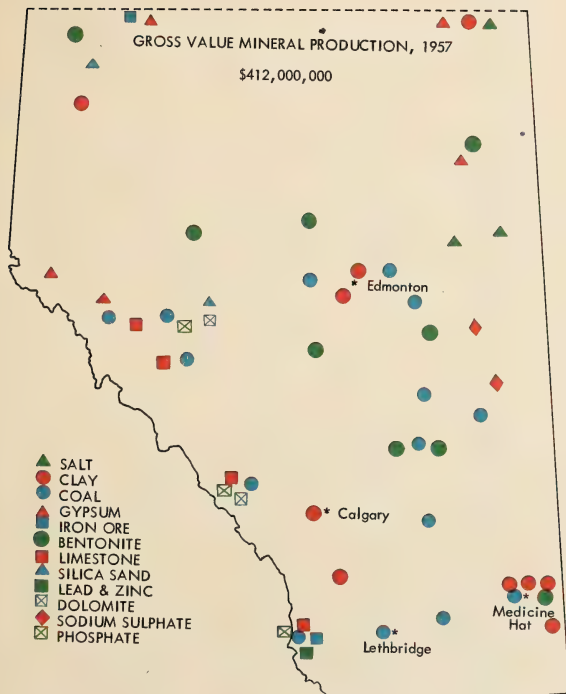 GROSS VALUE MINERAL PRODUCTION, 1957
$412,000,000
* Edmonton
* Calgary
*
Medicine
Hat
*
Lethbridge
SALT
CLAY
COAL
GYPSUM
IRON ORE
BENTONITE
LIMESTONE
SILICA SAND
LEAD & ZINC
DOLOMITE
SODIUM SULPHATE
PHOSPHATE